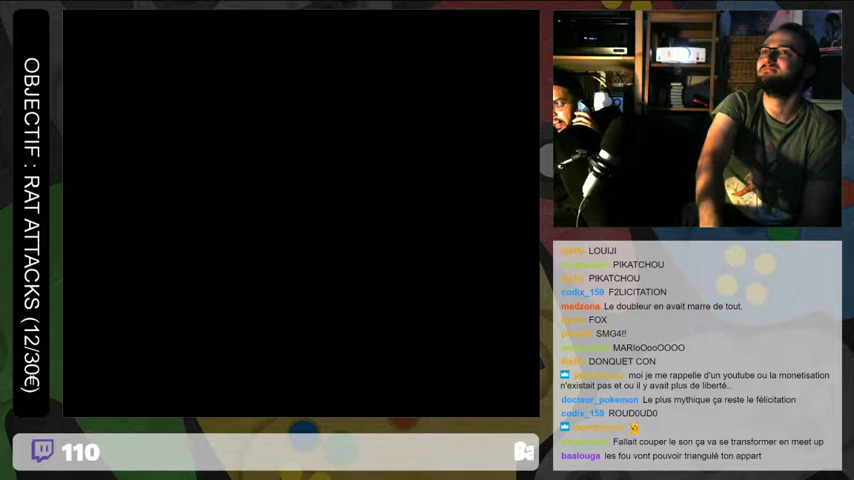 OBJECTIF : RAT ATTACKS (12/30€)
LOUIJI
PIKATCHOU
PIKATCHOU
codix_159 F2LICITATION
madzona Le doubleur en avait marre de tout.
FOX
SMG4!!
MARIoOooOOOO
DONQUET CON
moi je me rappelle d'un youtube ou la monetisation
n'existait pas et ou il y avait plus de liberté..
docteur_pokemon Le plus mythique ça reste le félicitation
codix_159 ROUD0UD0
Fallait couper le son ça va se transformer en meet up
baalouga les fou vont pouvoir triangulé ton appart
110
Ba